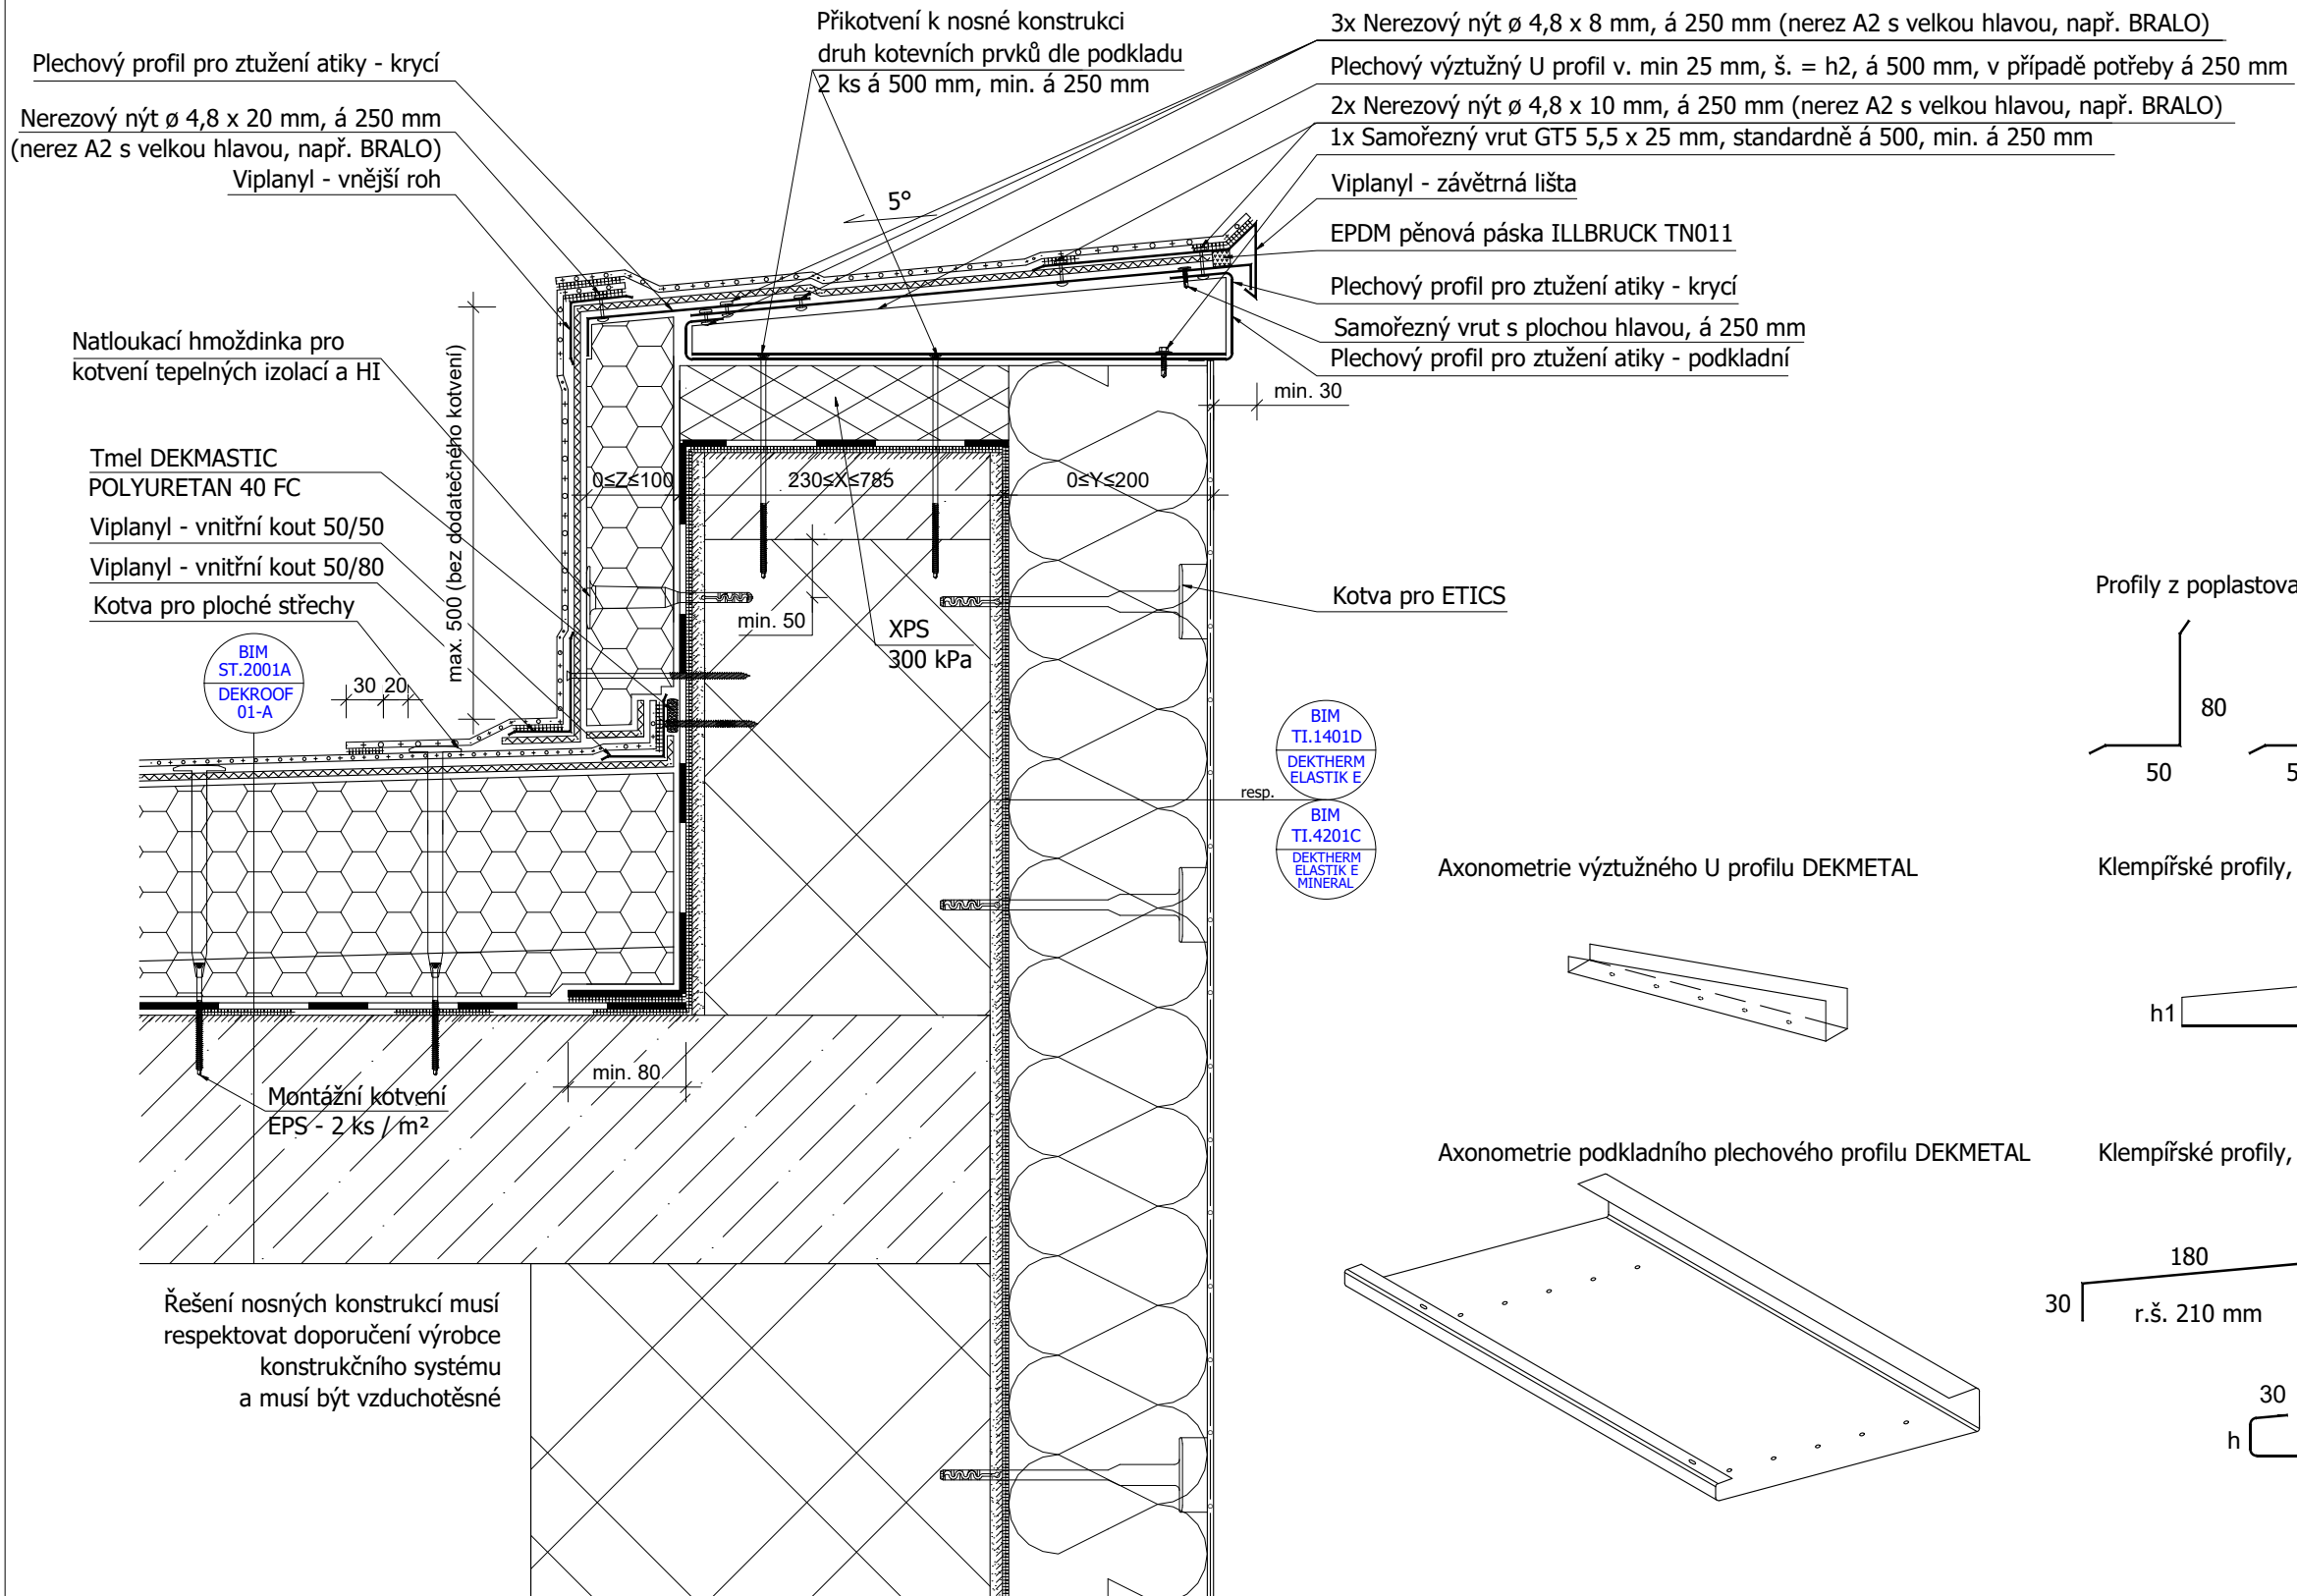 Plechový profil pro ztužení atiky - krycí
Nerezový nýt ø 4,8 x 20 mm, á 250 mm
(nerez A2 s velkou hlavou, např. BRALO)
Viplanyl - vnější roh
Přikotvení k nosné konstrukci
druh kotevních prvků dle podkladu
2 ks á 500 mm, min. á 250 mm
3x Nerezový nýt ø 4,8 x 8 mm, á 250 mm (nerez A2 s velkou hlavou, např. BRALO)
Plechový výztužný U profil v. min 25 mm, š. = h2, á 500 mm, v případě potřeby á 250 mm
2x Nerezový nýt ø 4,8 x 10 mm, á 250 mm (nerez A2 s velkou hlavou, např. BRALO)
1x Samořezný vrut GT5 5,5 x 25 mm, standardně á 500, min. á 250 mm
Viplanyl - závětrná lišta
EPDM pěnová páska ILLBRUCK TN011
Plechový profil pro ztužení atiky - krycí
Samořezný vrut s plochou hlavou, á 250 mm
Plechový profil pro ztužení atiky - podkladní
5°
min. 30
Natloukací hmoždinka pro
kotvení tepelných izolací a HI
Tmel DEKMASTIC
POLYURETAN 40 FC
Viplanyl - vnitřní kout 50/50
Viplanyl - vnitřní kout 50/80
Kotva pro ploché střechy
max. 500 (bez dodatečného kotvení)
0≤Z≤100
230≤X≤785
0≤Y≤200
min. 50
XPS
300 kPa
Kotva pro ETICS
BIM
ST.2001A
DEKROOF
01-A
30 20
BIM
TI.1401D
DEKTHERM
ELASTIK E
resp.
BIM
TI.4201C
DEKTHERM
ELASTIK E
MINERAL
min. 80
Montážní kotvení
EPS - 2 ks / m²
Řešení nosných konstrukcí musí
respektovat doporučení výrobce
konstrukčního systému
a musí být vzduchotěsné
Profily z poplastova
80
50
5
Axonometrie výztužného U profilu DEKMETAL
Klempířské profily,
h1
Axonometrie podkladního plechového profilu DEKMETAL
Klempířské profily,
180
30
r.š. 210 mm
30
h